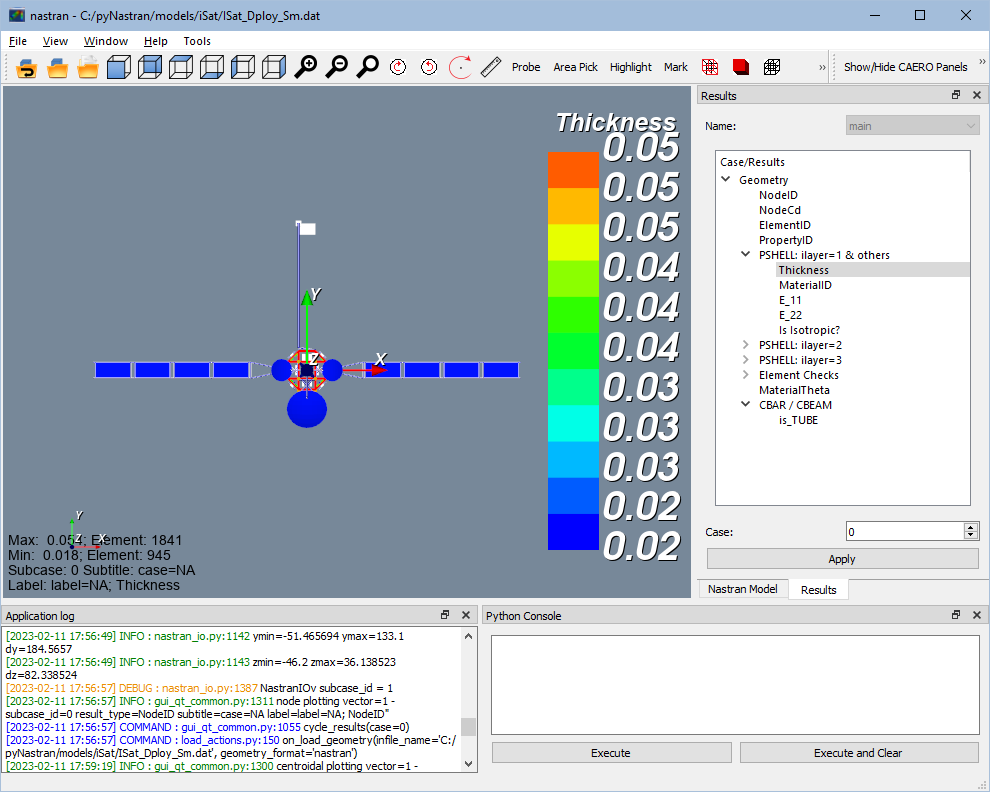 nastran - C:/pyNastran/models/iSat/ISat_Dploy_Sm.dat
File View Window Help Tools
Probe Area Pick Highlight Mark » Show/Hide CAERO Panels »
Thickness
0.05
0.05
0.05
0.04
0.04
0.04
0.03
0.03
0.03
0.02
0.02
Y
Z
X
Y
Z
X
Max: 0.054; Element: 1841
Min: 0.018; Element: 945
Subcase: 0 Subtitle: case=NA
Label: label=NA; Thickness
Results
Name: main
Case/Results
Geometry
NodeID
NodeCd
ElementID
PropertyID
PSHELL: ilayer=1 & others
Thickness
MaterialID
E_11
E_22
Is Isotropic?
PSHELL: ilayer=2
PSHELL: ilayer=3
Element Checks
MaterialTheta
CBAR / CBEAM
is_TUBE
Case: 0
Apply
Nastran Model Results
Application log
[2023-02-11 17:56:49] INFO : nastran_io.py:1142 ymin=-51.465694 ymax=133.1
dy=184.5657
[2023-02-11 17:56:49] INFO : nastran_io.py:1143 zmin=-46.2 zmax=36.138523
dz=82.338524
[2023-02-11 17:56:57] DEBUG : nastran_io.py:1387 NastranIOv subcase_id = 1
[2023-02-11 17:56:57] INFO : gui_qt_common.py:1311 node plotting vector=1 -
subcase_id=0 result_type=NodeID subtitle=case=NA label=label=NA; NodeID"
[2023-02-11 17:56:57] COMMAND : gui_qt_common.py:1055 cycle_results(case=0)
[2023-02-11 17:56:57] COMMAND : load_actions.py:150 on_load_geometry(infile_name='C:/
pyNastran/models/iSat/ISat_Dploy_Sm.dat', geometry_format='nastran')
[2023-02-11 17:59:19] INFO : gui_qt_common.py:1300 centroidal plotting vector=1 -
Python Console
Execute Execute and Clear